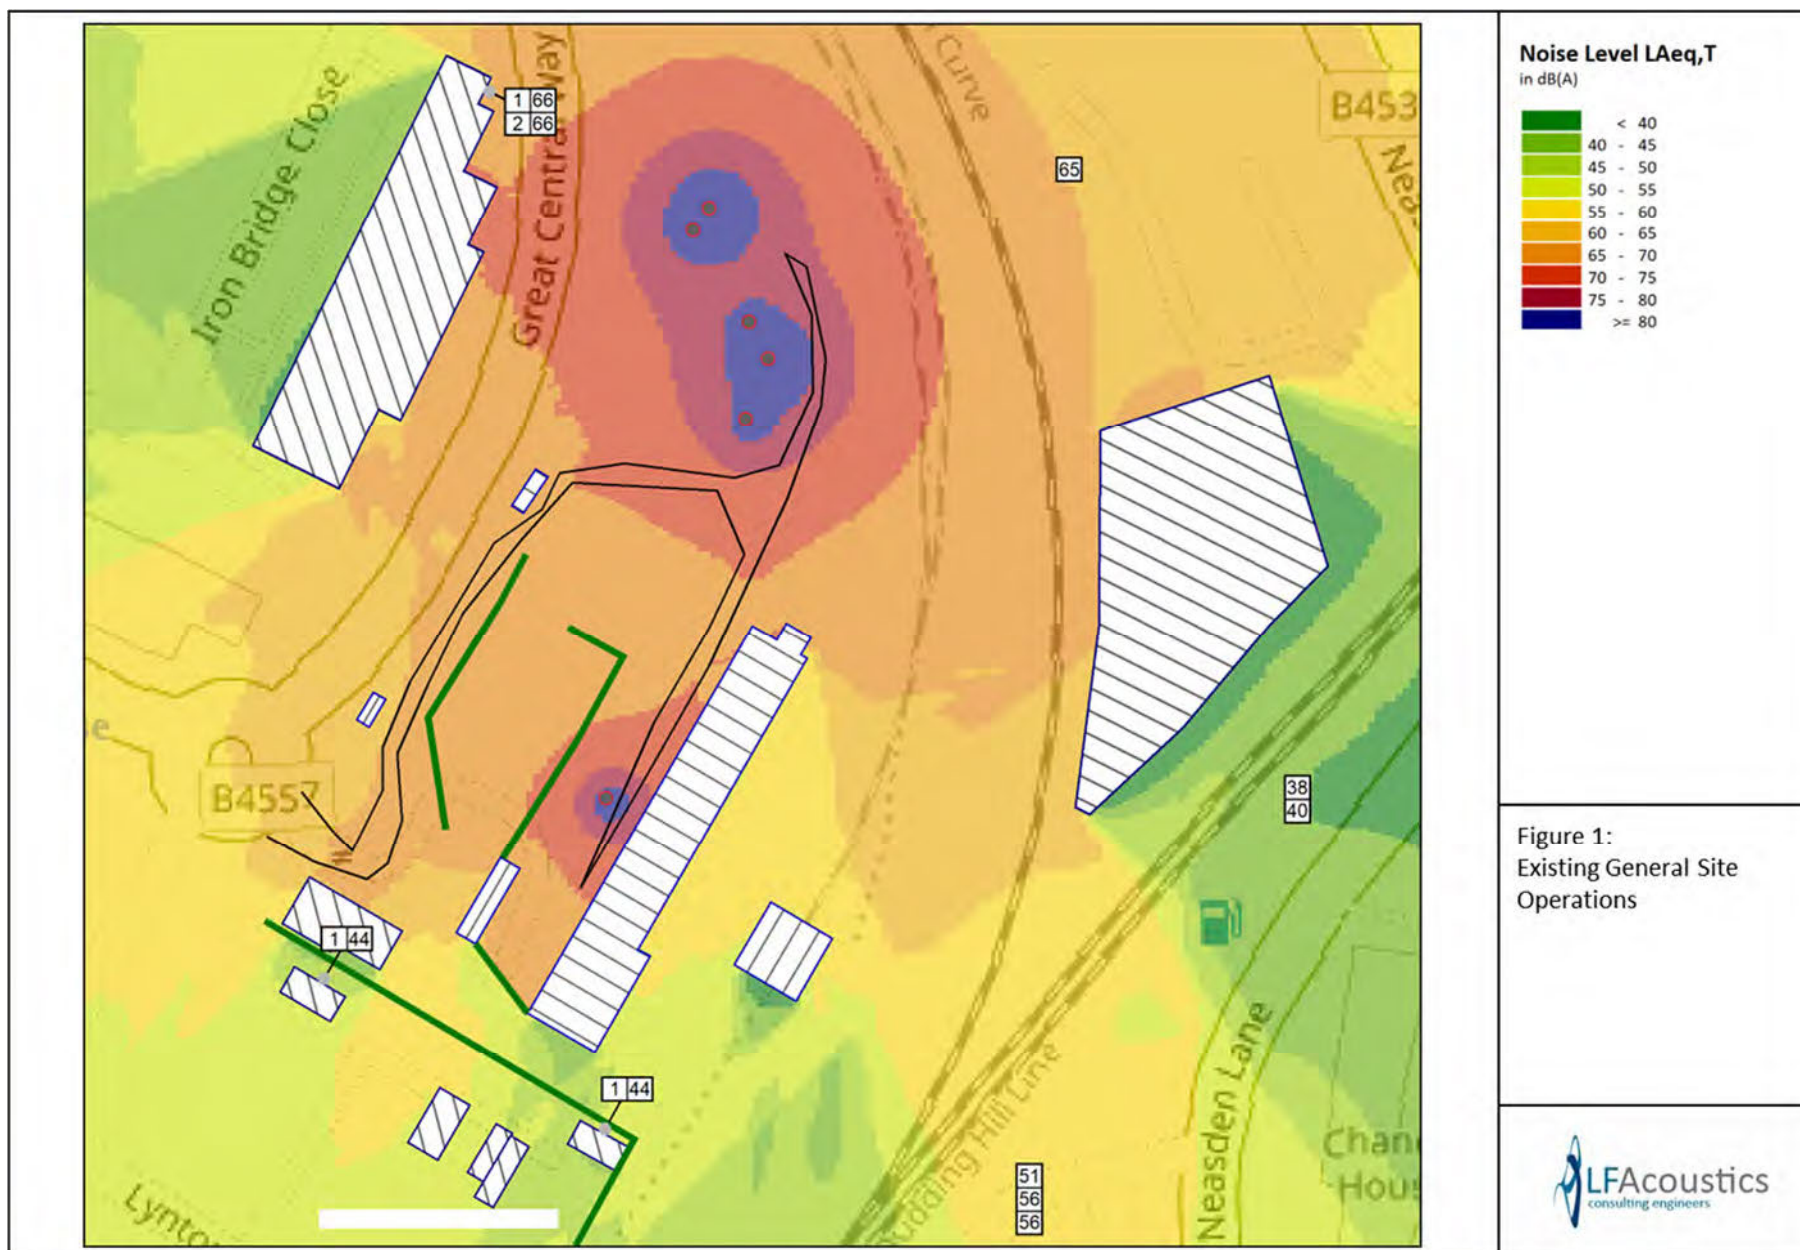 Iron Bridge Close
Great Central Way
Curve
B453
1 66
2 66
65
B4557
38
40
1 44
1 44
51
56
56
Neasden Lane
Noise Level LAeq,T
in dB(A)
< 40
40 - 45
45 - 50
50 - 55
55 - 60
60 - 65
65 - 70
70 - 75
75 - 80
>= 80
Figure 1:
Existing General Site
Operations
LFAcoustics
consulting engineers